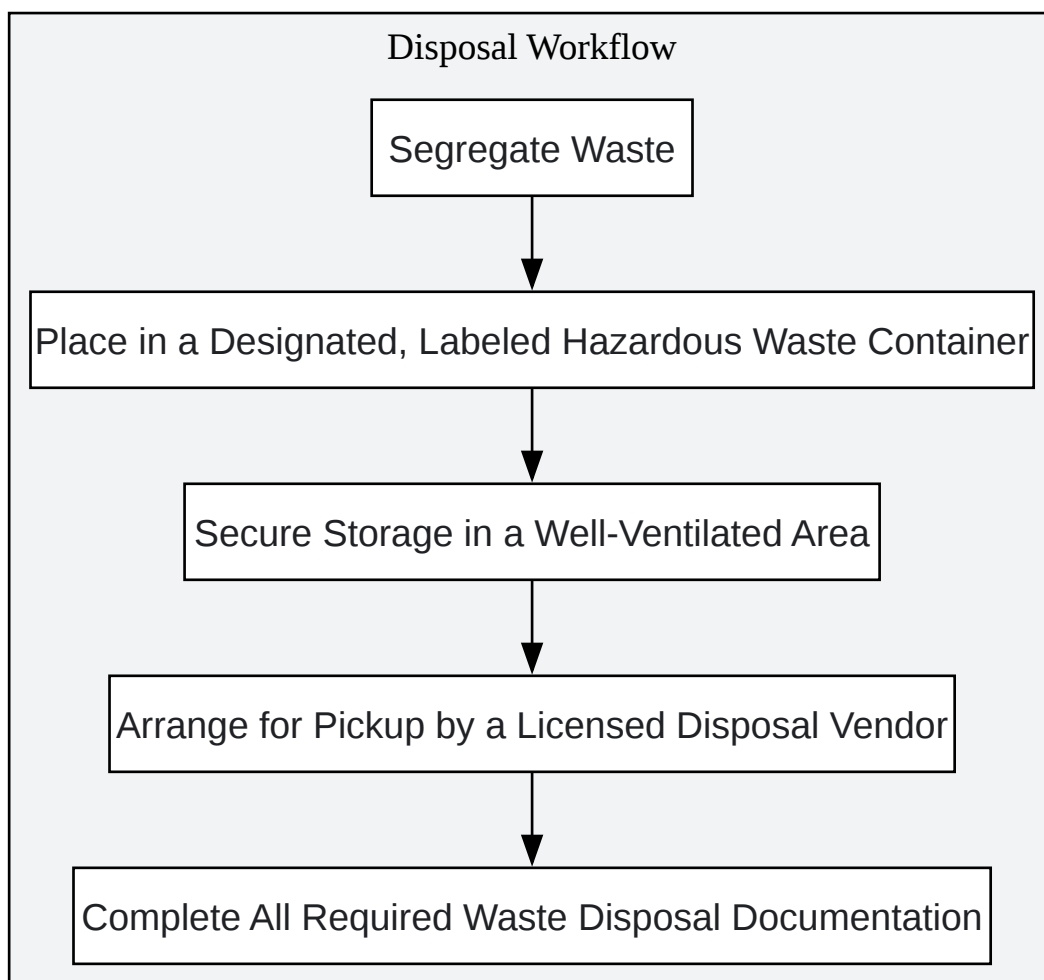 Disposal Workflow
Segregate Waste
Place in a Designated, Labeled Hazardous Waste Container
Secure Storage in a Well-Ventilated Area
Arrange for Pickup by a Licensed Disposal Vendor
Complete All Required Waste Disposal Documentation